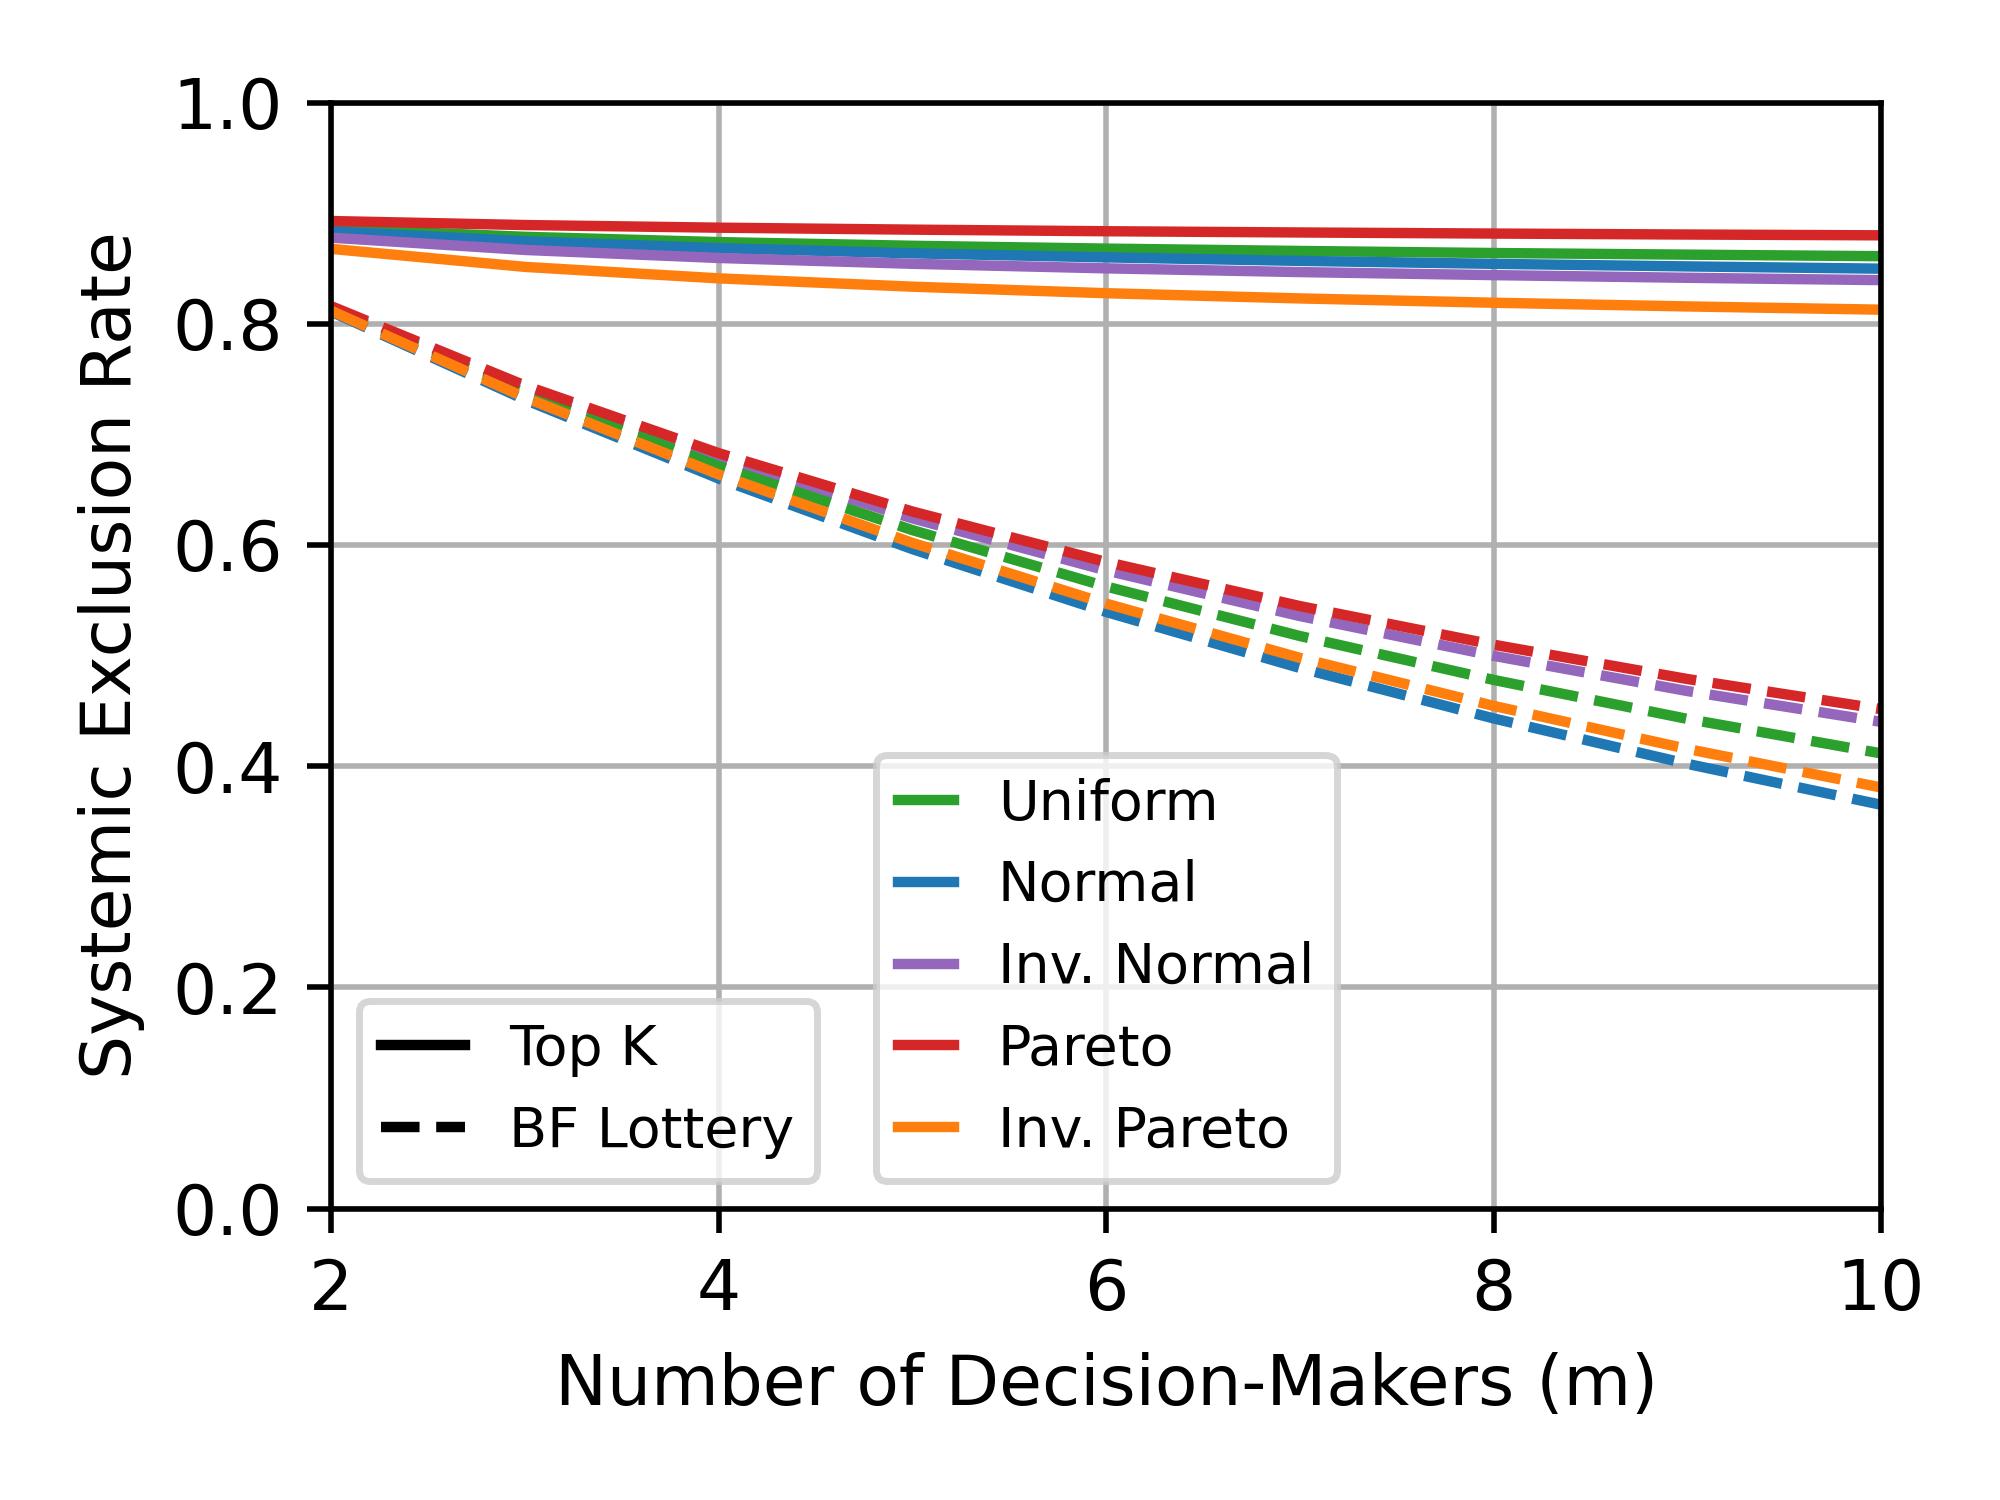 Systemic Exclusion Rate
1.0
0.8
0.6
0.4
0.2
0.0
Uniform
Normal
Inv. Normal
Pareto
Inv. Pareto
Top K
BF Lottery
2 4 6 8 10
Number of Decision-Makers (m)